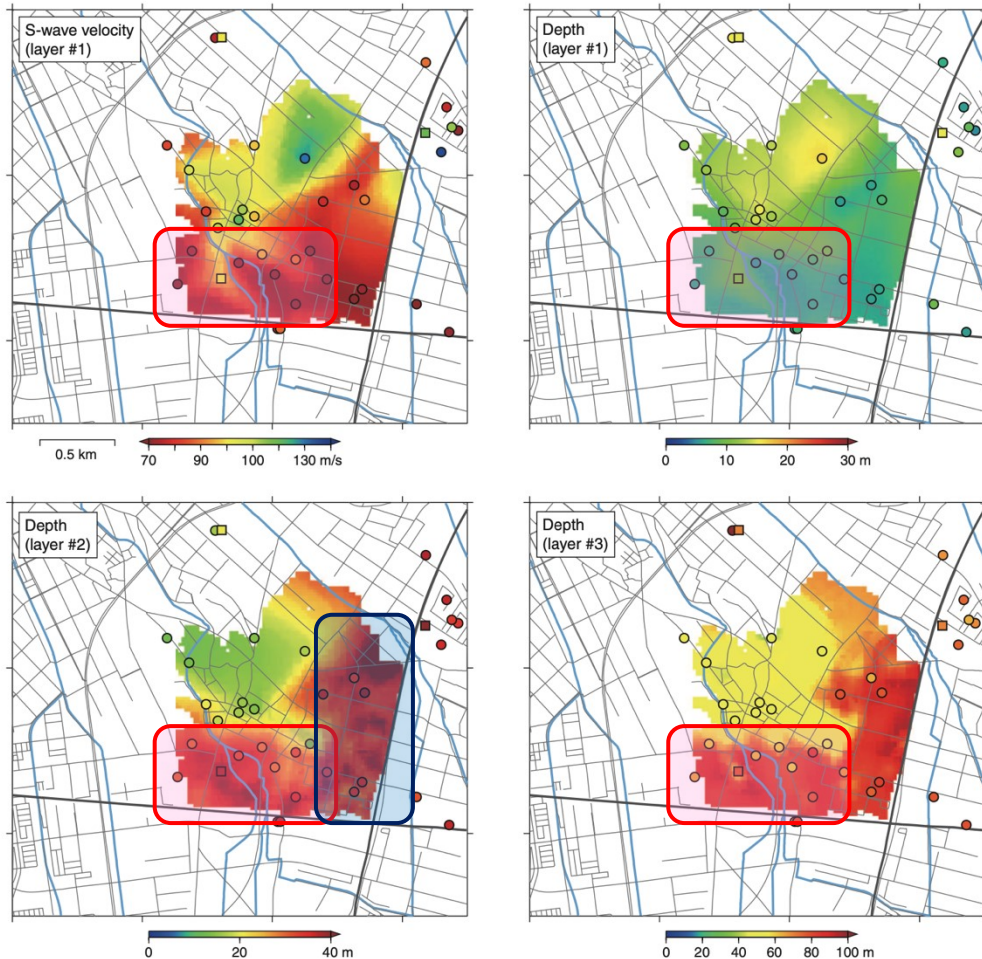 S-wave velocity
(layer #1)
Depth
(layer #1)
0.5 km
70 90 100 130 m/s
0 10 20 30 m
Depth
(layer #2)
Depth
(layer #3)
0 20 40 m
0 20 40 60 80 100 m